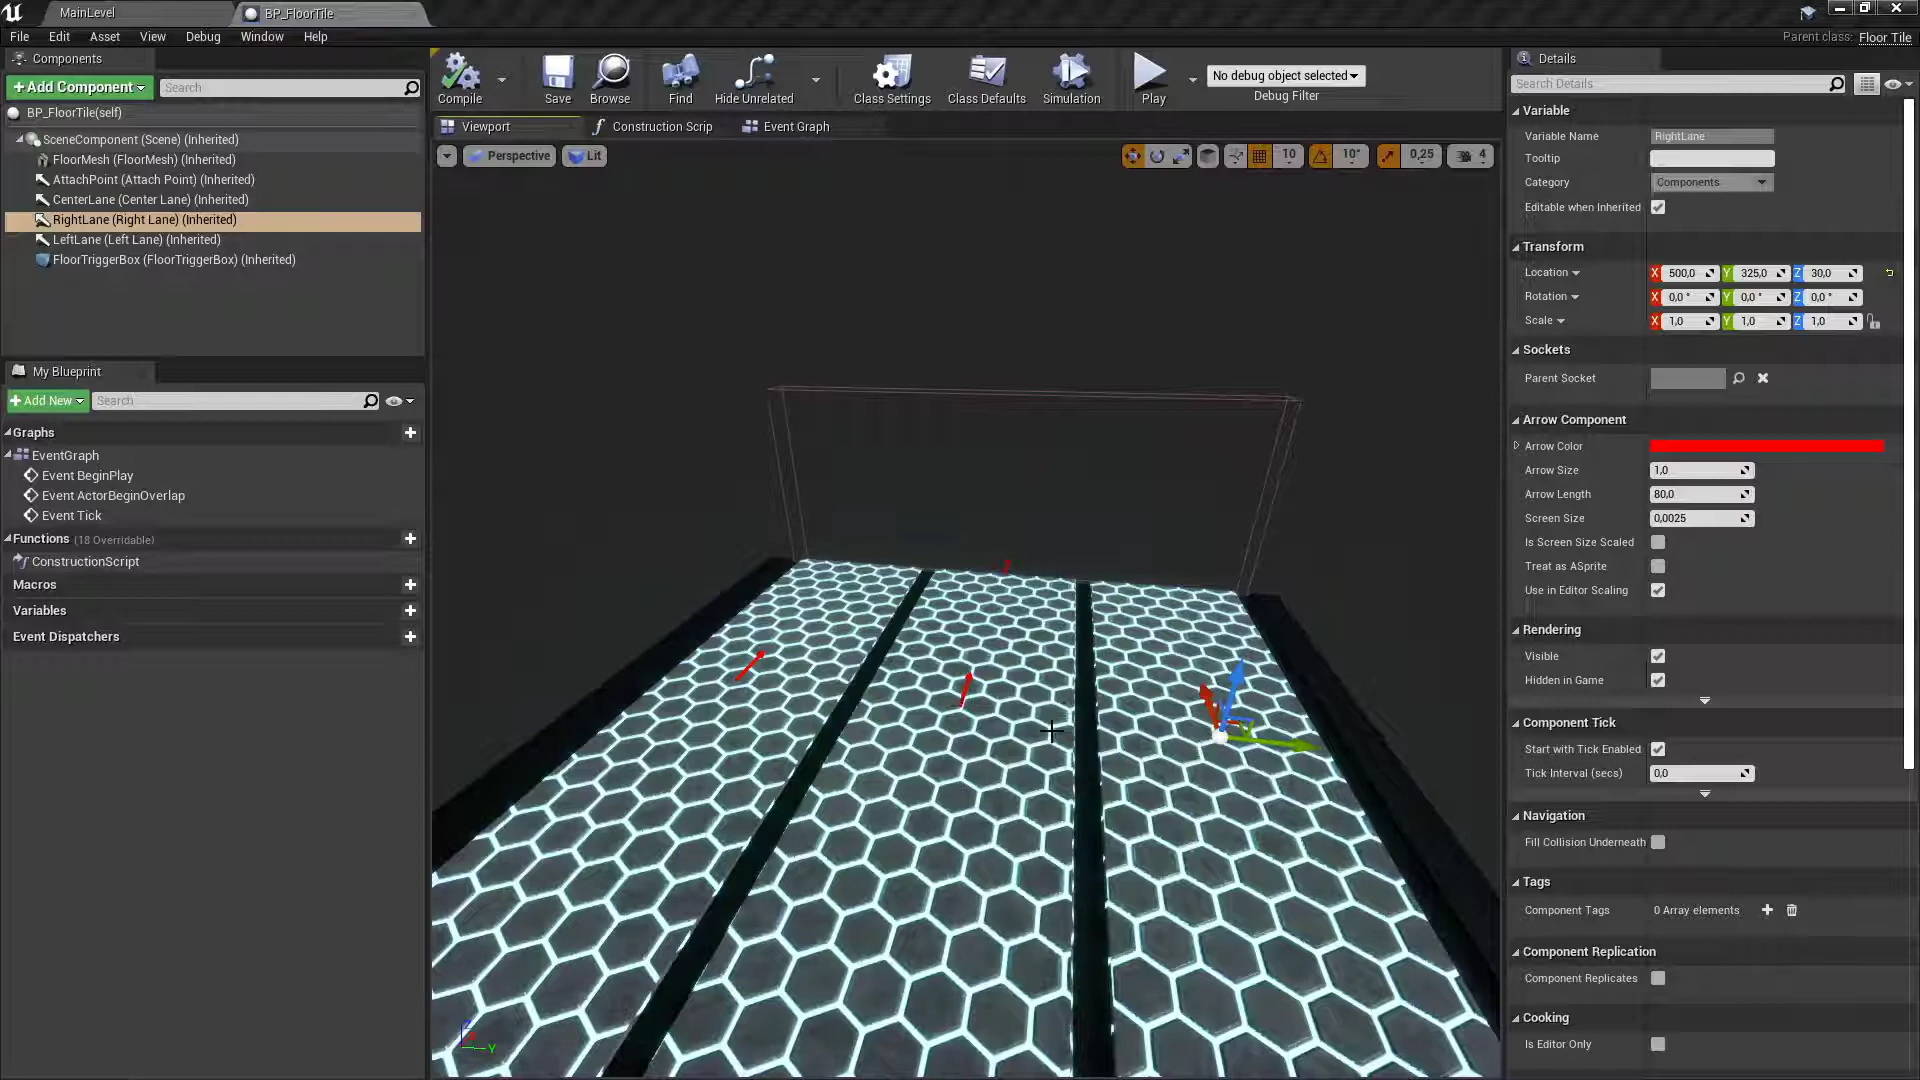 MainLevel
BP_FloorTile
File Edit Asset View Debug Window Help
Parent class: Floor Tile
Components
+Add Component
Search
BP_FloorTile(self)
SceneComponent (Scene) (Inherited)
FloorMesh (FloorMesh) (Inherited)
AttachPoint (Attach Point) (Inherited)
CenterLane (Center Lane) (Inherited)
RightLane (Right Lane) (Inherited)
LeftLane (Left Lane) (Inherited)
FloorTriggerBox (FloorTriggerBox) (Inherited)
My Blueprint
+Add New
Search
Graphs
EventGraph
Event BeginPlay
Event ActorBeginOverlap
Event Tick
Functions (18 Overridable)
ConstructionScript
Macros
Variables
Event Dispatchers
Compile
Save
Browse
Find
Hide Unrelated
Class Settings
Class Defaults
Simulation
Play
No debug object selected
Debug Filter
Viewport
Construction Scrip
Event Graph
Perspective
Lit
10
10°
0,25
4
Z
Y
Details
Search Details
Variable
Variable Name RightLane
Tooltip
Category Components
Editable when Inherited
Transform
Location X 500,0 Y 325,0 Z 30,0
Rotation X 0,0 ° Y 0,0 ° Z 0,0 °
Scale X 1,0 Y 1,0 Z 1,0
Sockets
Parent Socket
Arrow Component
Arrow Color
Arrow Size 1,0
Arrow Length 80,0
Screen Size 0,0025
Is Screen Size Scaled
Treat as ASprite
Use in Editor Scaling
Rendering
Visible
Hidden in Game
Component Tick
Start with Tick Enabled
Tick Interval (secs) 0,0
Navigation
Fill Collision Underneath
Tags
Component Tags 0 Array elements
Component Replication
Component Replicates
Cooking
Is Editor Only